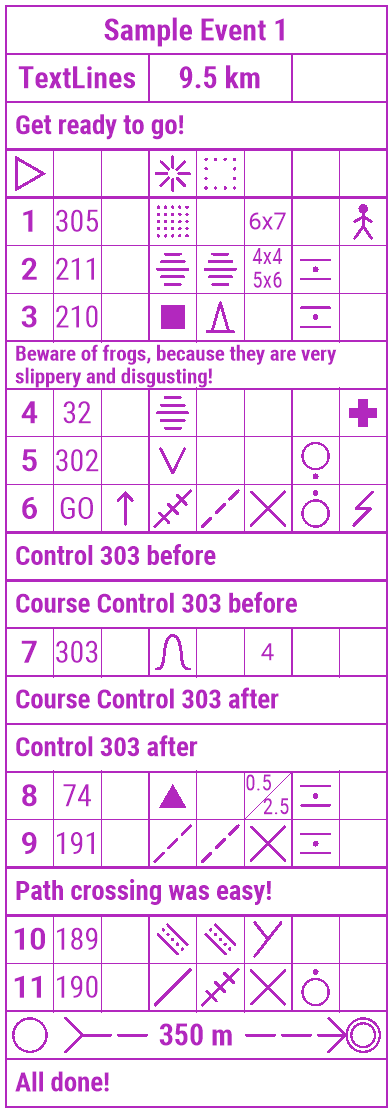 Sample Event 1
TextLines 9.5 km
Get ready to go!
1 305 6x7
2 211 4x4
5x6
3 210
Beware of frogs, because they are very
slippery and disgusting!
4 32
5 302
6 GO
Control 303 before
Course Control 303 before
7 303 4
Course Control 303 after
Control 303 after
8 74 0.5
2.5
9 191
Path crossing was easy!
10 189
11 190
350 m
All done!